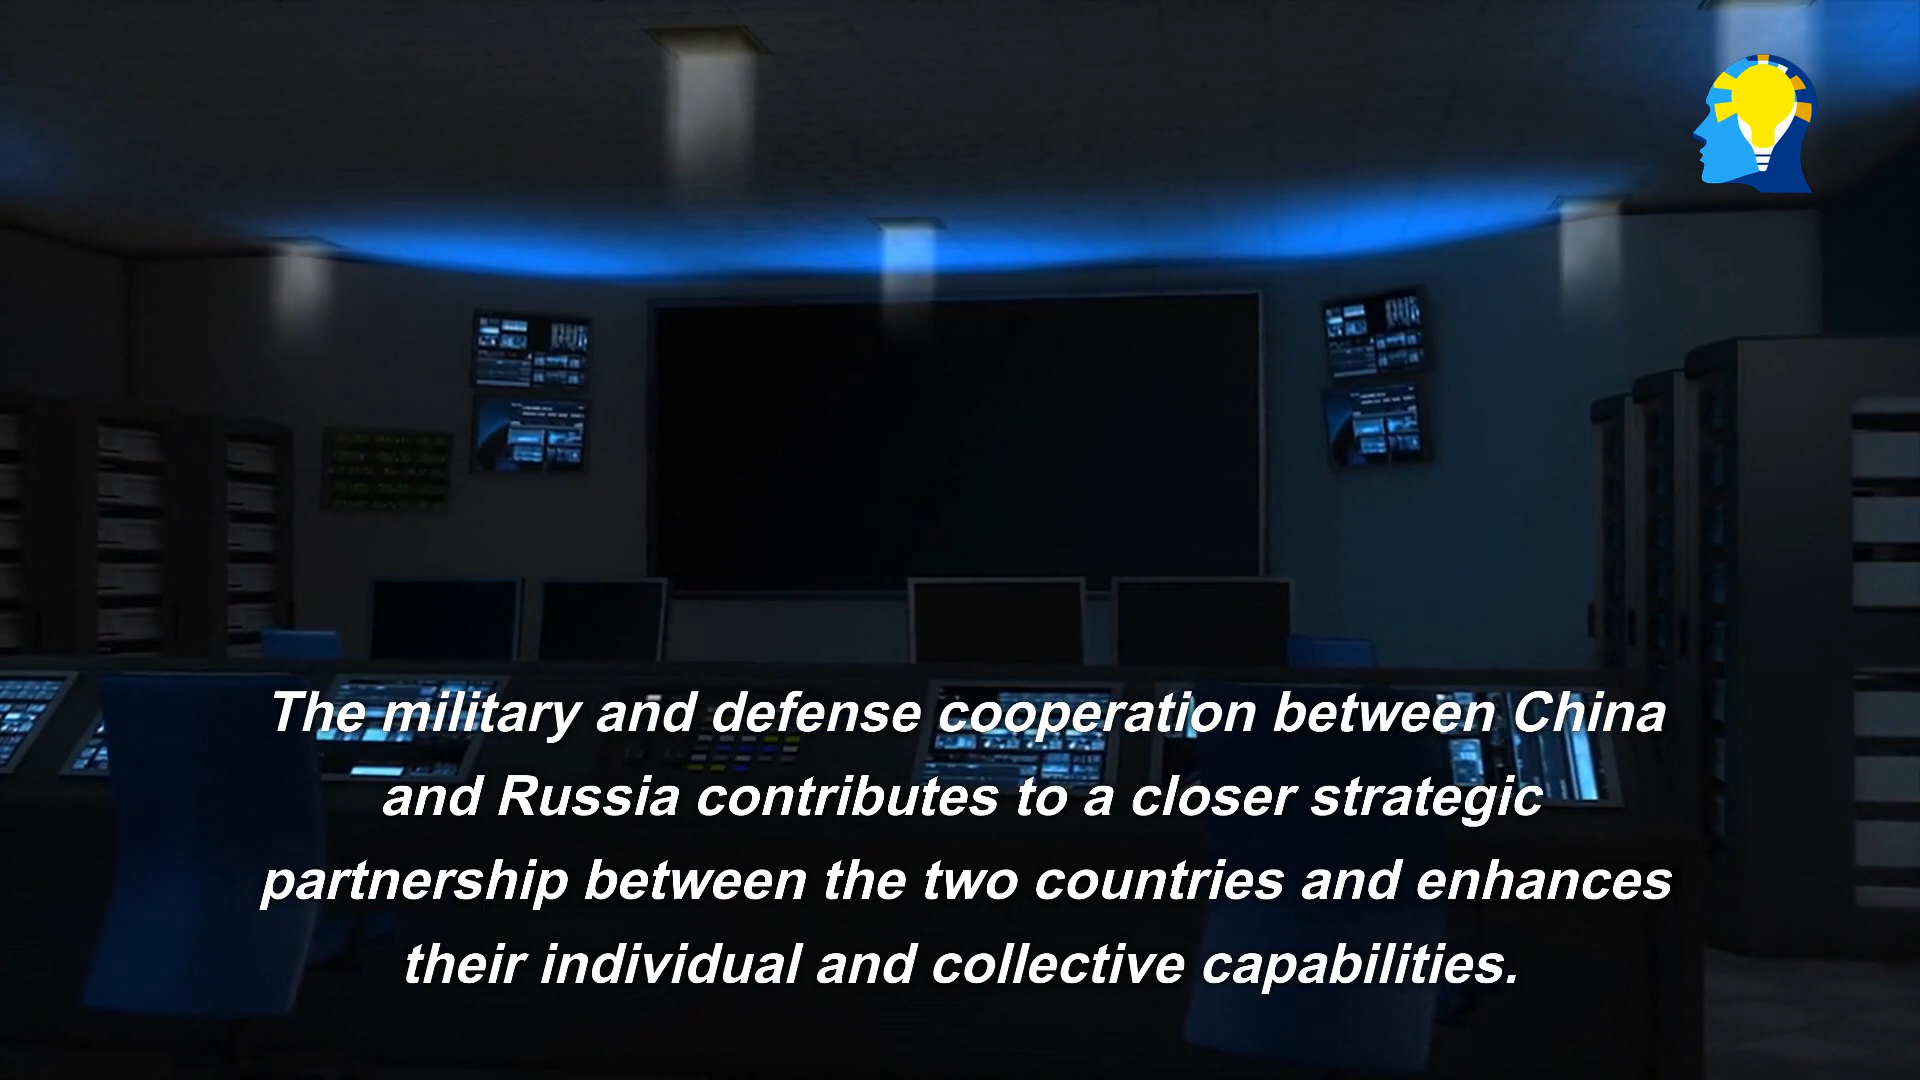 The military and defense cooperation between China
and Russia contributes to a closer strategic
partnership between the two countries and enhances
their individual and collective capabilities.